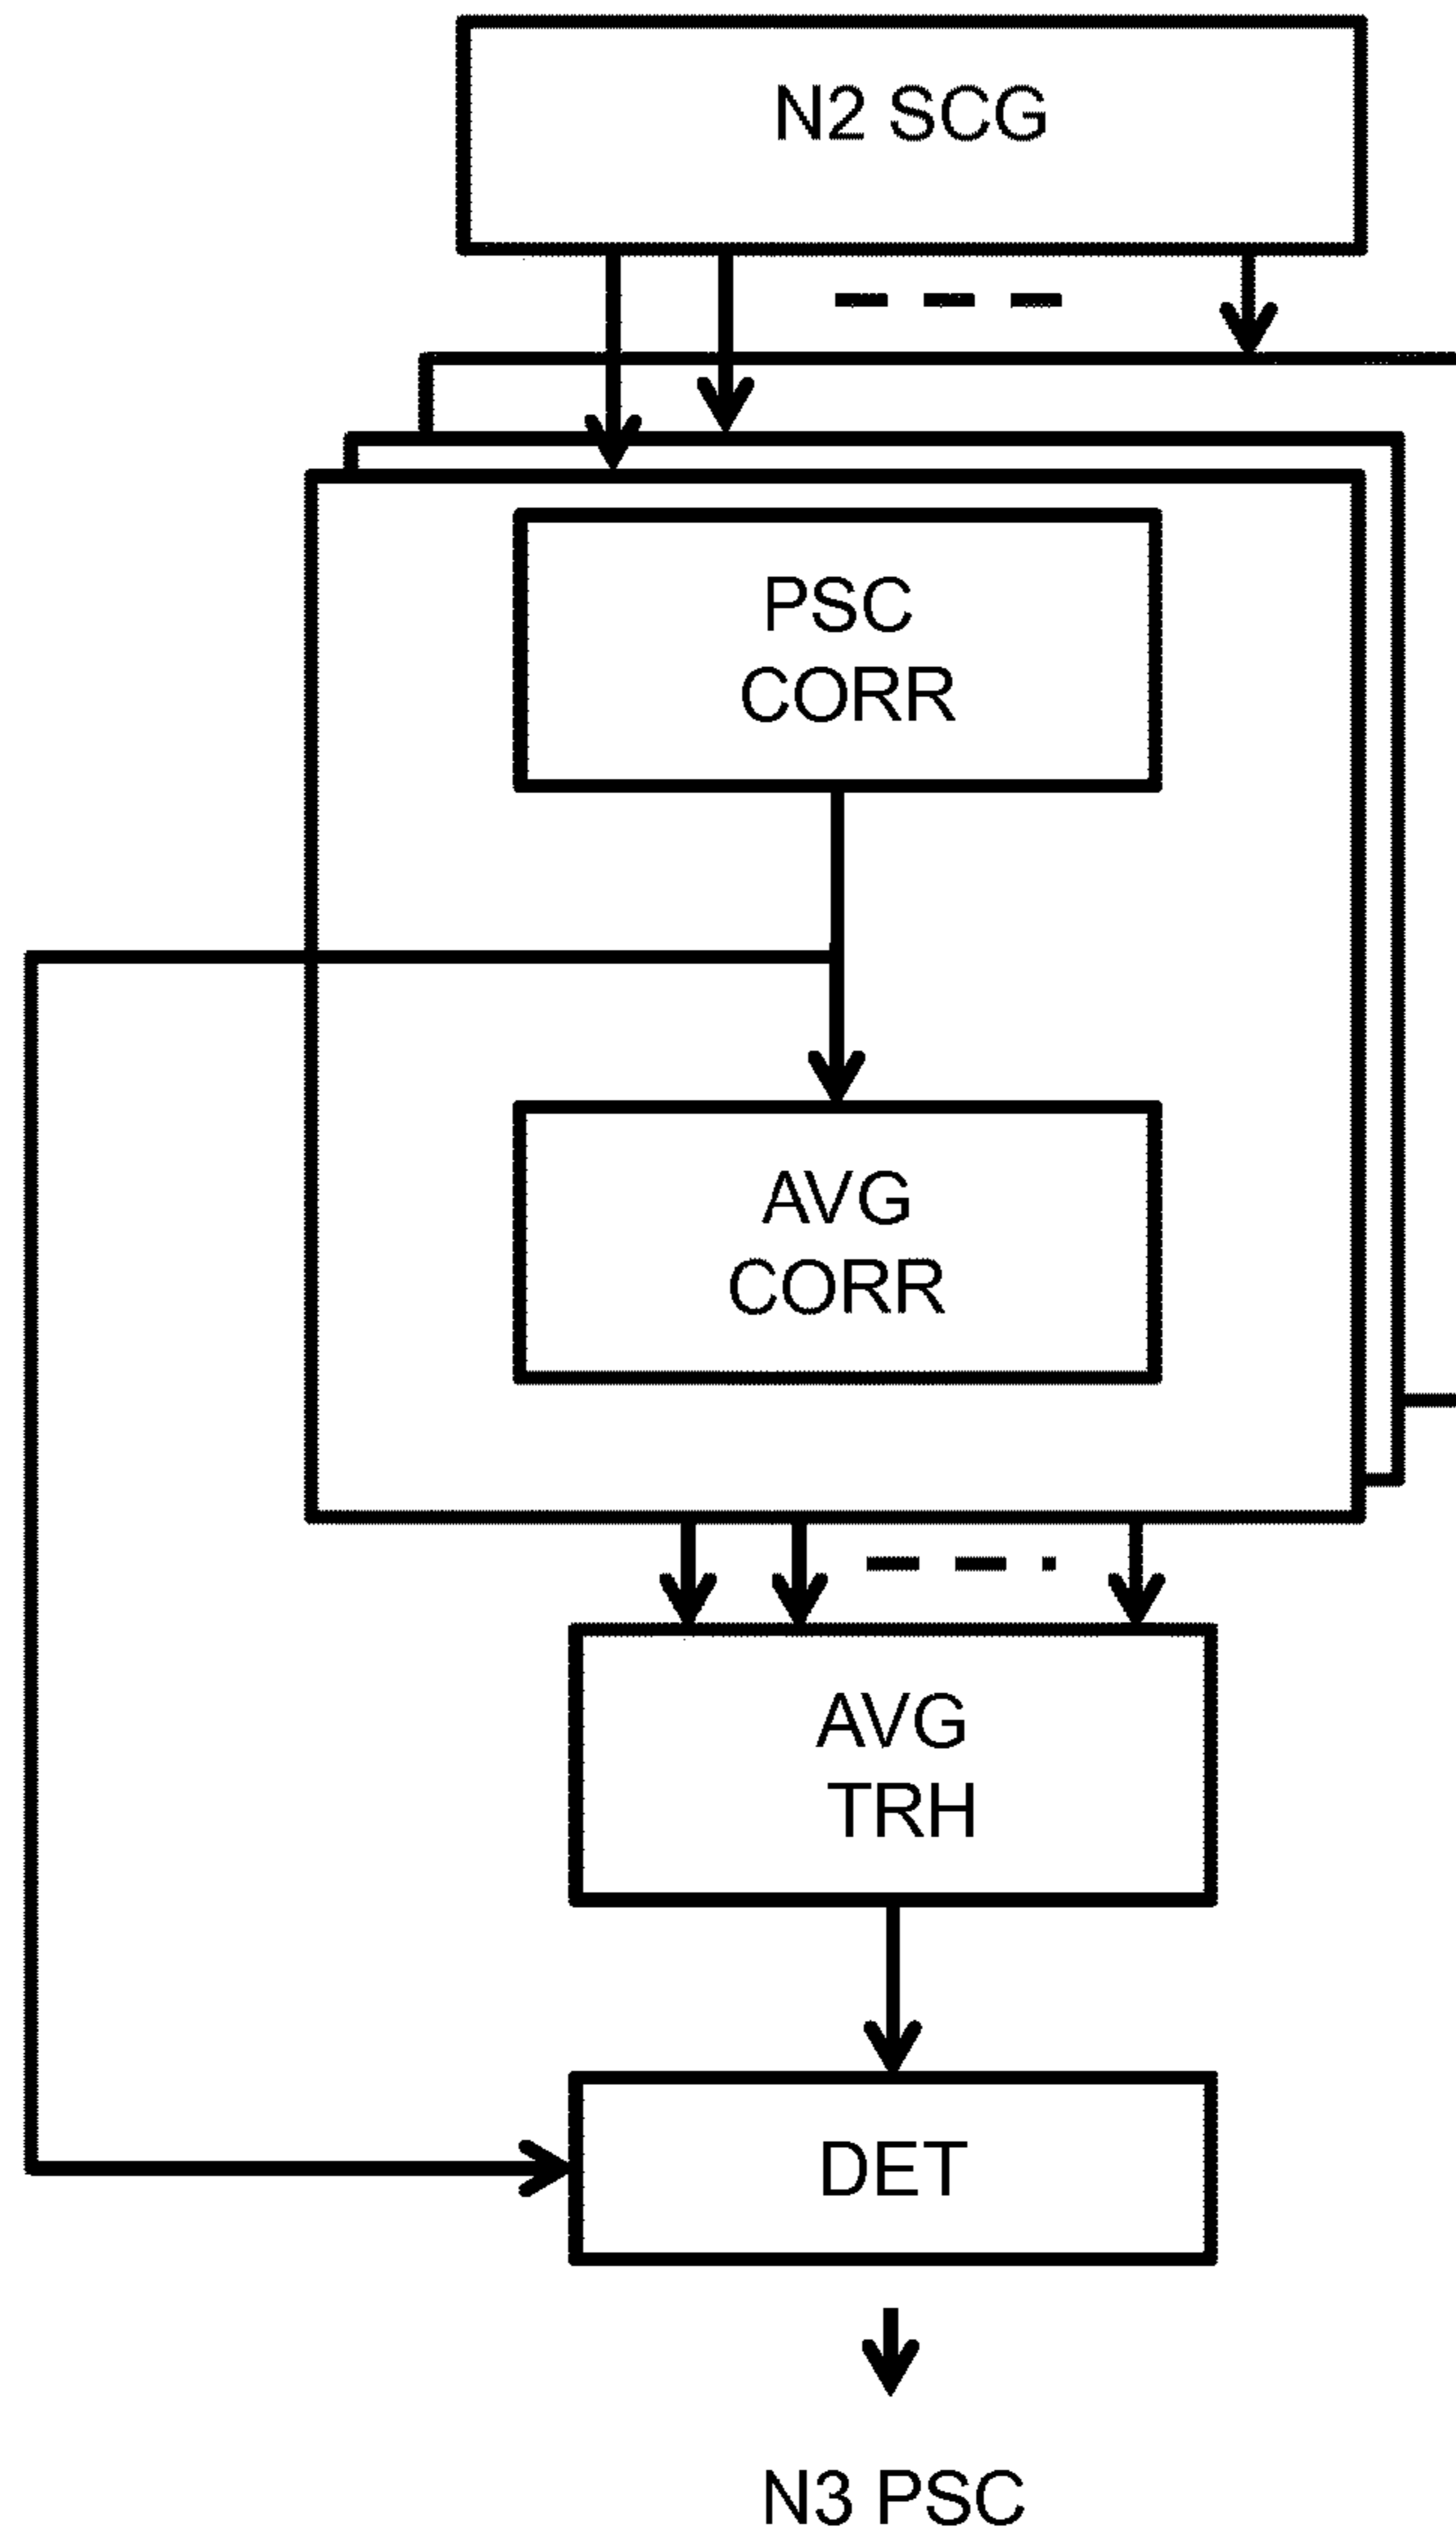 N2 SCG
PSC
CORR
AVG
CORR
AVG
TRH
DET
N3 PSC